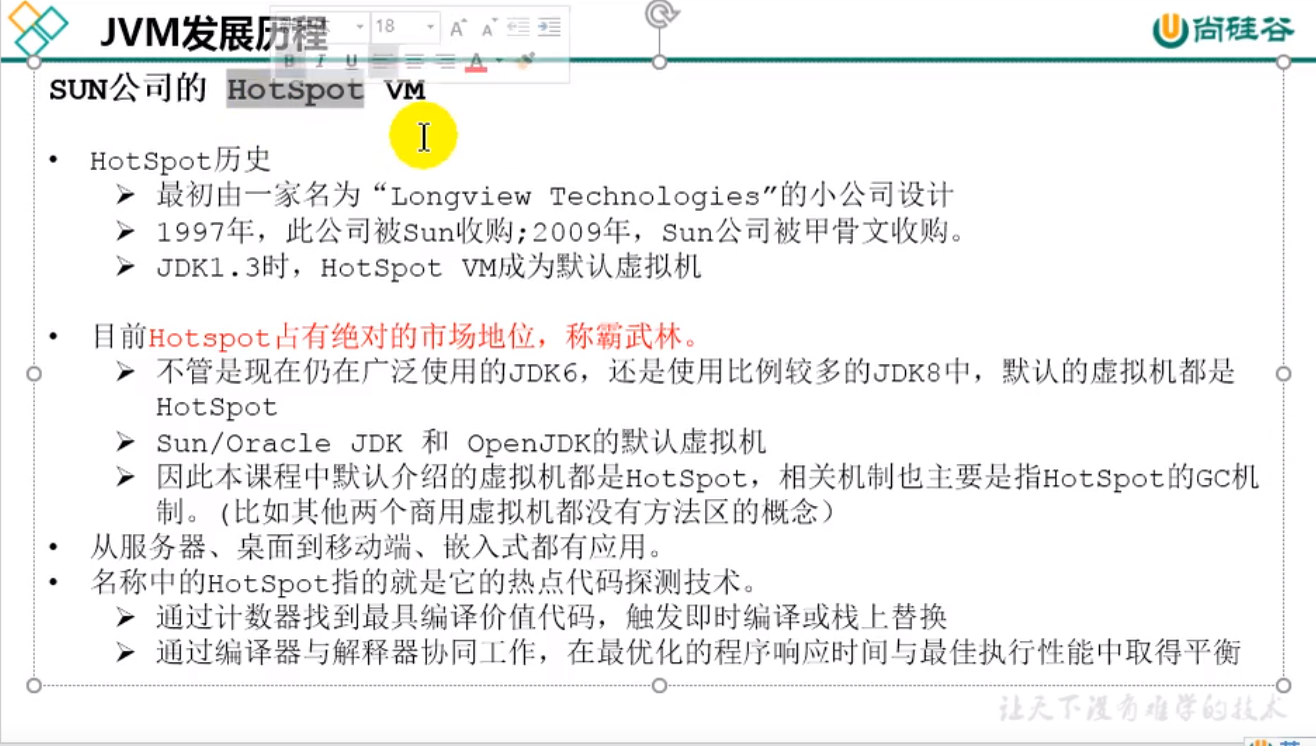 JVM发展历程
18
B I U A
尚硅谷
SUN公司的 HotSpot VM
• HotSpot历史
➤ 最初由一家名为“Longview Technologies”的小公司设计
➤ 1997年，此公司被Sun收购;2009年，Sun公司被甲骨文收购。
➤ JDK1.3时，HotSpot VM成为默认虚拟机
• 目前Hotspot占有绝对的市场地位，称霸武林。
➤ 不管是现在仍在广泛使用的JDK6，还是使用比例较多的JDK8中，默认的虚拟机都是
HotSpot
➤ Sun/Oracle JDK 和 OpenJDK的默认虚拟机
➤ 因此本课程中默认介绍的虚拟机都是HotSpot，相关机制也主要是指HotSpot的GC机
制。(比如其他两个商用虚拟机都没有方法区的概念）
• 从服务器、桌面到移动端、嵌入式都有应用。
• 名称中的HotSpot指的就是它的热点代码探测技术。
➤ 通过计数器找到最具编译价值代码，触发即时编译或栈上替换
➤ 通过编译器与解释器协同工作，在最优化的程序响应时间与最佳执行性能中取得平衡
让天下没有难学的技术